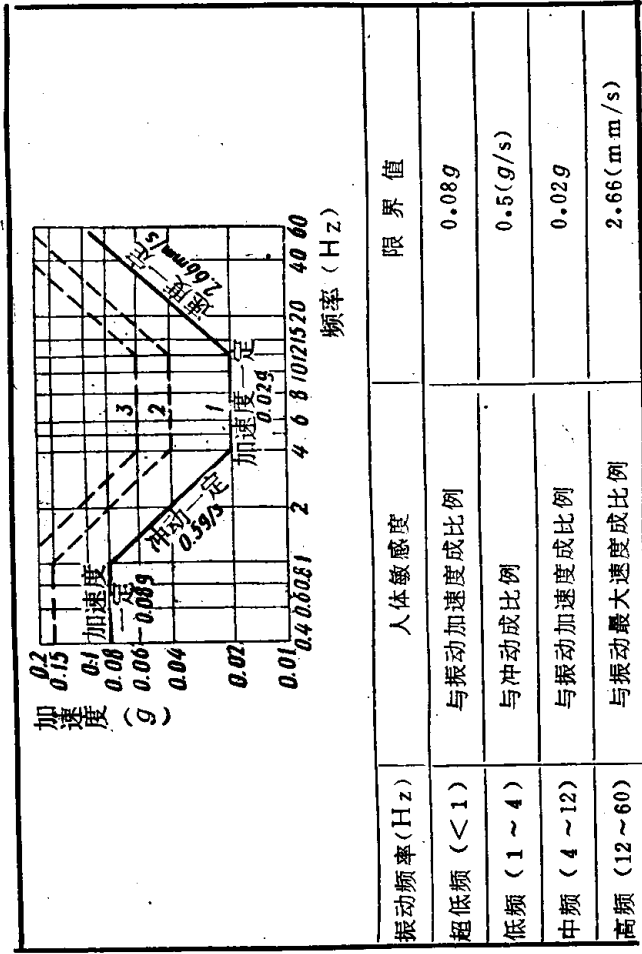 加速度(g)
0.2
0.15
0.1
0.08
0.06
0.04
0.02
0.01
加速度一定
0.08g
冲动一定
0.5g/s
加速度一定
0.02g
速度一定
2.66mm/s
1
2
3
0.4 0.6 0.8 1 2 4 6 8 10 12 15 20 40 60
频率(Hz)
振动频率(Hz) 人体敏感度 限界值
超低频(<1) 与振动加速度成比例 0.08g
低频(1~4) 与冲动成比例 0.5(g/s)
中频(4~12) 与振动加速度成比例 0.02g
高频(12~60) 与振动最大速度成比例 2.66(mm/s)